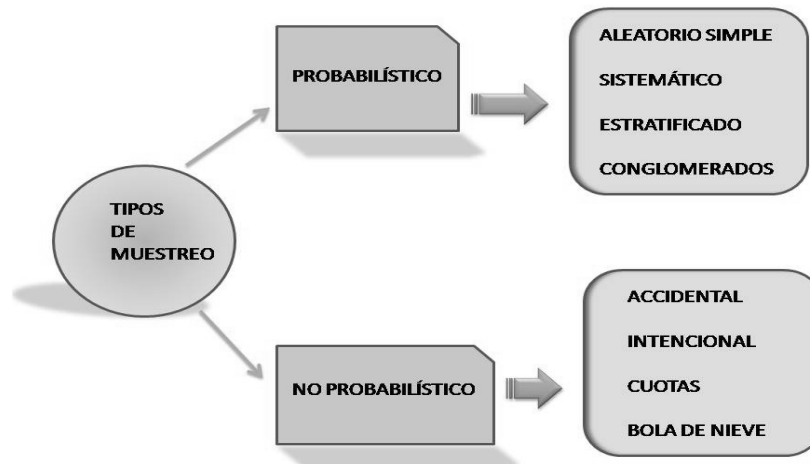 TIPOS
DE
MUESTREO
PROBABILÍSTICO
ALEATORIO SIMPLE
SISTEMÁTICO
ESTRATIFICADO
CONGLOMERADOS
NO PROBABILÍSTICO
ACCIDENTAL
INTENCIONAL
CUOTAS
BOLA DE NIEVE